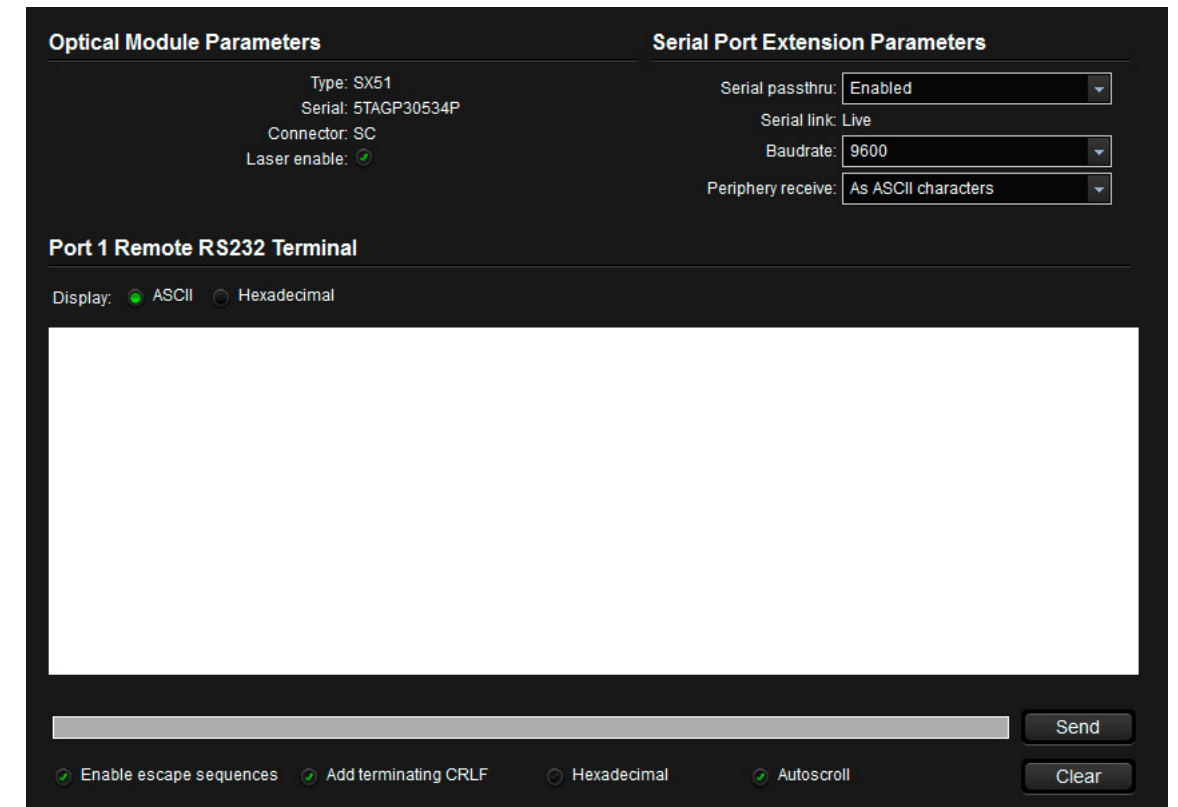 Optical Module Parameters
Type: SX51
Serial: 5TAGP30534P
Connector: SC
Laser enable:
Serial Port Extension Parameters
Serial passthru: Enabled
Serial link: Live
Baudrate: 9600
Periphery receive: As ASCII characters
Port 1 Remote RS232 Terminal
Display: ASCII Hexadecimal
Send
Enable escape sequences Add terminating CRLF Hexadecimal Autoscroll Clear